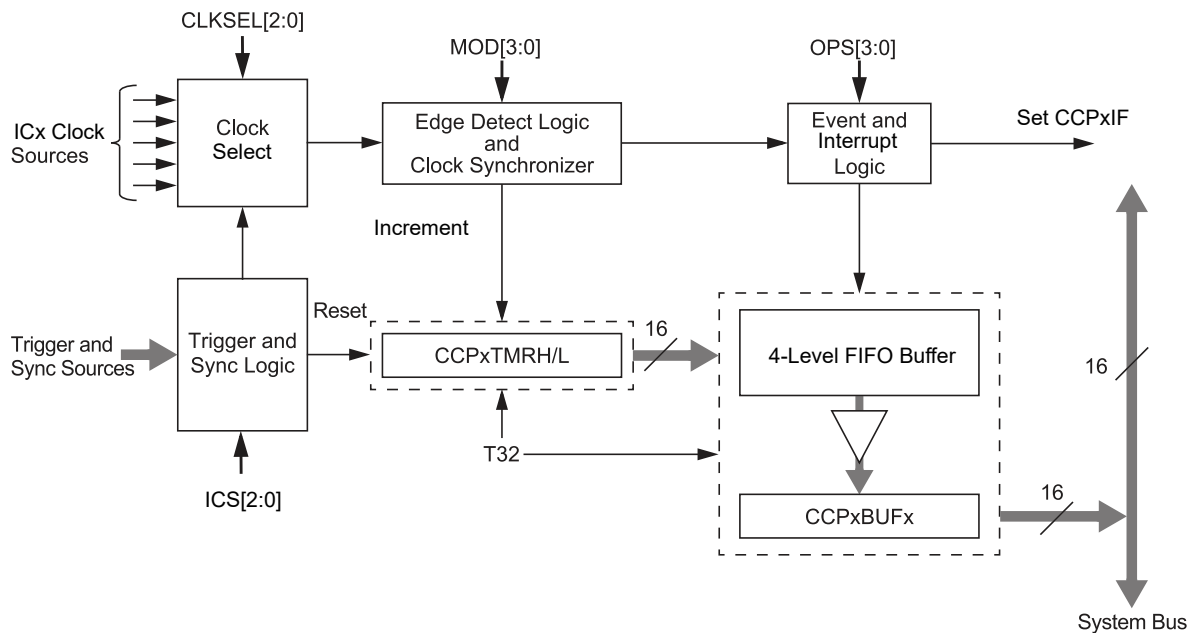 CLKSEL[2:0]
MOD[3:0]
OPS[3:0]
ICx Clock
Sources
Clock
Select
Edge Detect Logic
and
Clock Synchronizer
Event and
Interrupt
Logic
Set CCPxIF
Increment
Trigger and
Sync Sources
Trigger and
Sync Logic
Reset
CCPxTMRH/L
16
4-Level FIFO Buffer
16
T32
ICS[2:0]
CCPxBUFx
16
System Bus